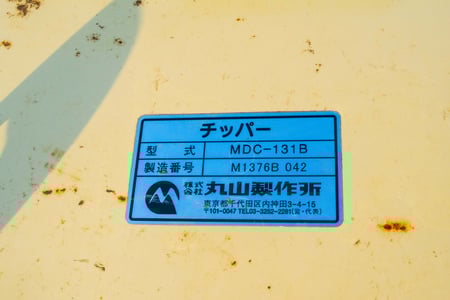 チッパー
型 式 MDC-131B
製造番号 M1376B 042
株式会社 丸山製作所
東京都千代田区内神田3-4-15
〒101-0047 TEL03-3252-2281(営・代表)